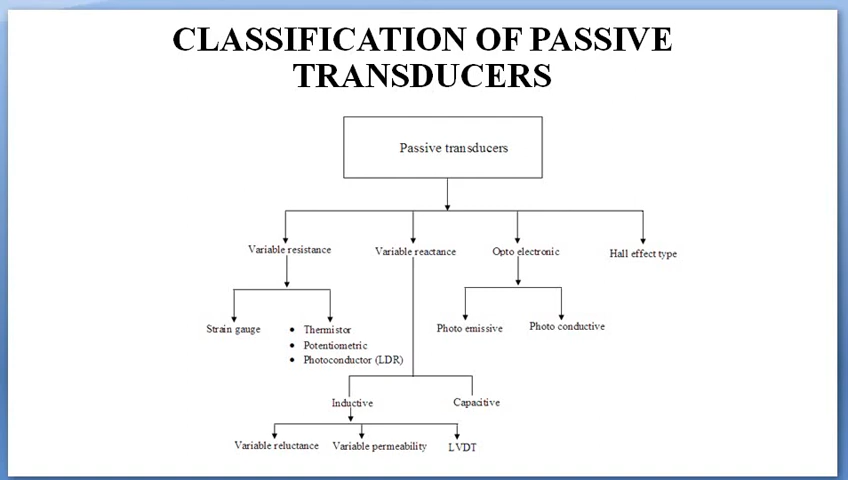 CLASSIFICATION OF PASSIVE
TRANSDUCERS
Passive transducers
Variable resistance
Variable reactance
Opto electronic
Hall effect type
Strain gauge
• Thermistor
• Potentiometric
• Photoconductor (LDR)
Photo emissive
Photo conductive
Inductive
Capacitive
Variable reluctance
Variable permeability
LVDT